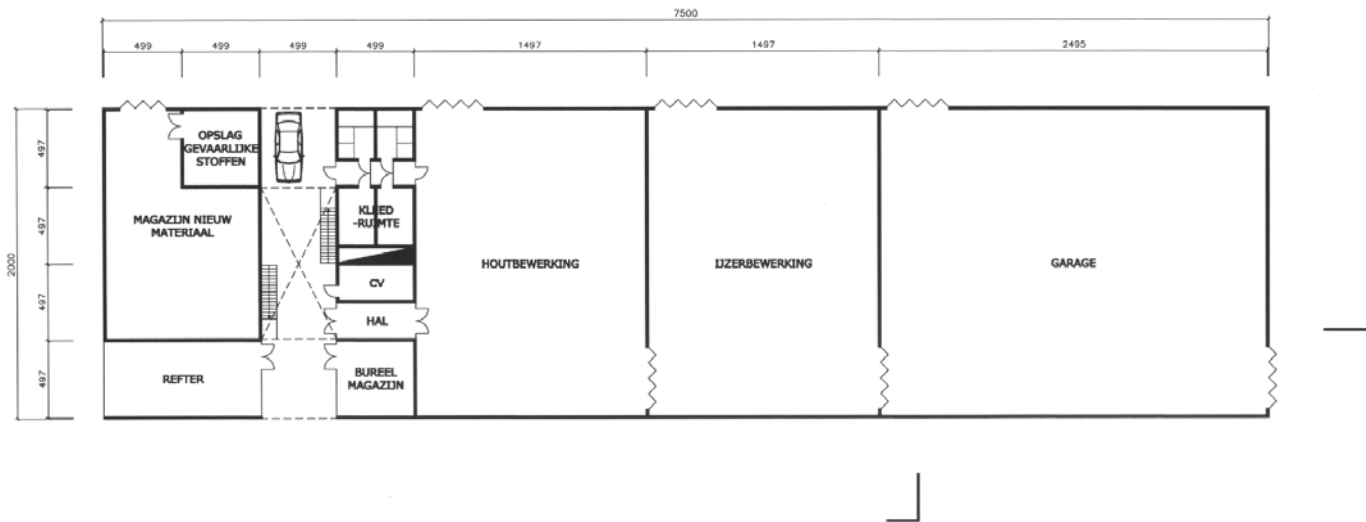 7500
499 499 499 499 1497 1497 2495
2000
497
497
497
497
OPSLAG
GEVAARLIJKE
STOFFEN
MAGAZIJN NIEUW
MATERIAAL
KLEED
-RUIMTE
CV
HAL
HOUTBEWERKING
IJZERBEWERKING
GARAGE
REFTER
BUREEL
MAGAZIJN